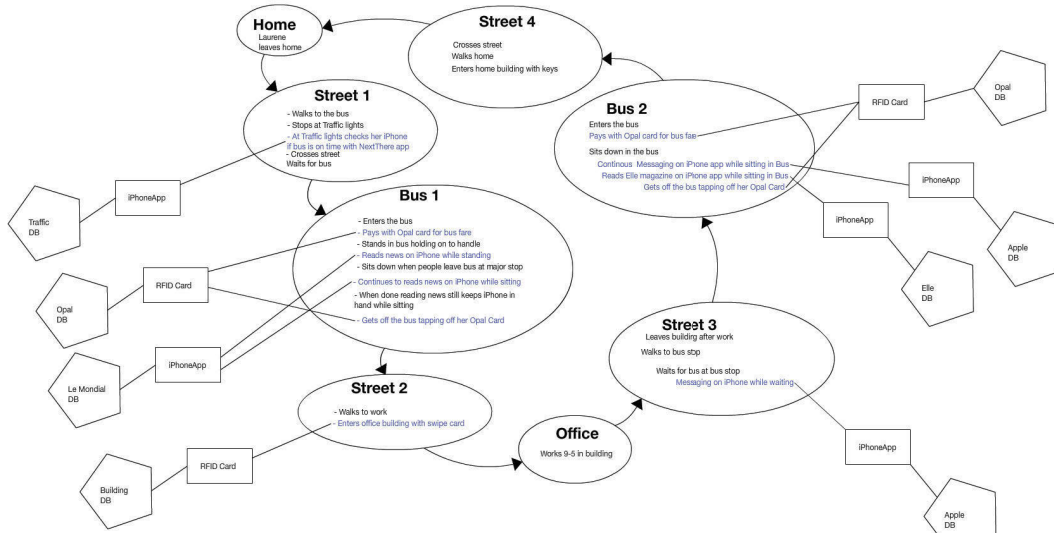 Home
Laurene
leaves home
Street 4
Crosses street
Walks home
Enters home building with keys
Street 1
- Walks to the bus
- Stops at Traffic lights
- At Traffic lights checks her iPhone
if bus is on time with NextThere app
- Crosses street
Waits for bus
iPhoneApp
Traffic
DB
Bus 1
- Enters the bus
- Pays with Opal card for bus fare
- Stands in bus holding on to handle
- Reads news on iPhone while standing
- Sits down when people leave bus at major stop
- Continues to reads news on iPhone while sitting
- When done reading news still keeps iPhone in
hand while sitting
- Gets off the bus tapping off her Opal Card
RFID Card
Opal
DB
iPhoneApp
Le Mondial
DB
Street 2
- Walks to work
- Enters office building with swipe card
RFID Card
Building
DB
Office
Works 9-5 in building
Street 3
Leaves building after work
Walks to bus stop
Waits for bus at bus stop
Messaging on iPhone while waiting
iPhoneApp
Apple
DB
Bus 2
Enters the bus
Pays with Opal card for bus fae
Sits down in the bus
Continous Messaging on iPhone app while sitting in Bus
Reads Elle magazine on iPhone app while sitting in Bus
Gets off the bus tapping off her Opal Card
RFID Card
Opal
DB
iPhoneApp
Apple
DB
iPhoneApp
Elle
DB